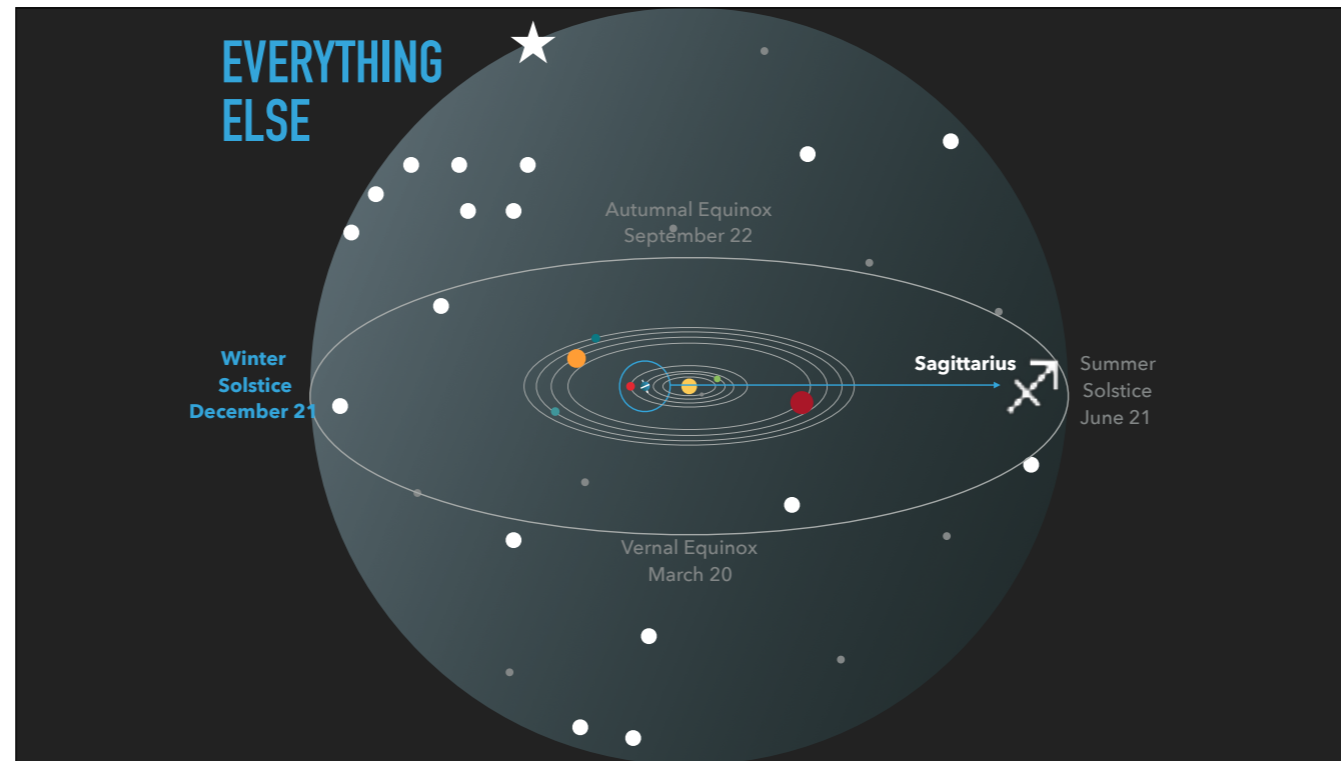 EVERYTHING
ELSE
Autumnal Equinox
September 22
Winter
Solstice
December 21
Sagittarius
Summer
Solstice
June 21
Vernal Equinox
March 20